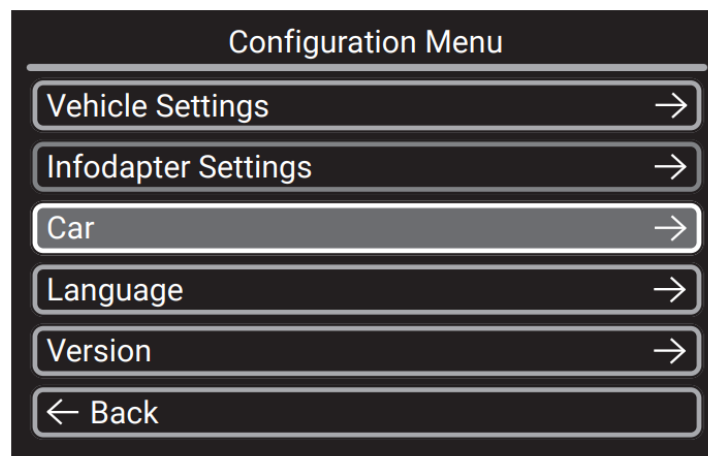 Configuration Menu
Vehicle Settings →
Infodapter Settings →
Car →
Language →
Version →
← Back